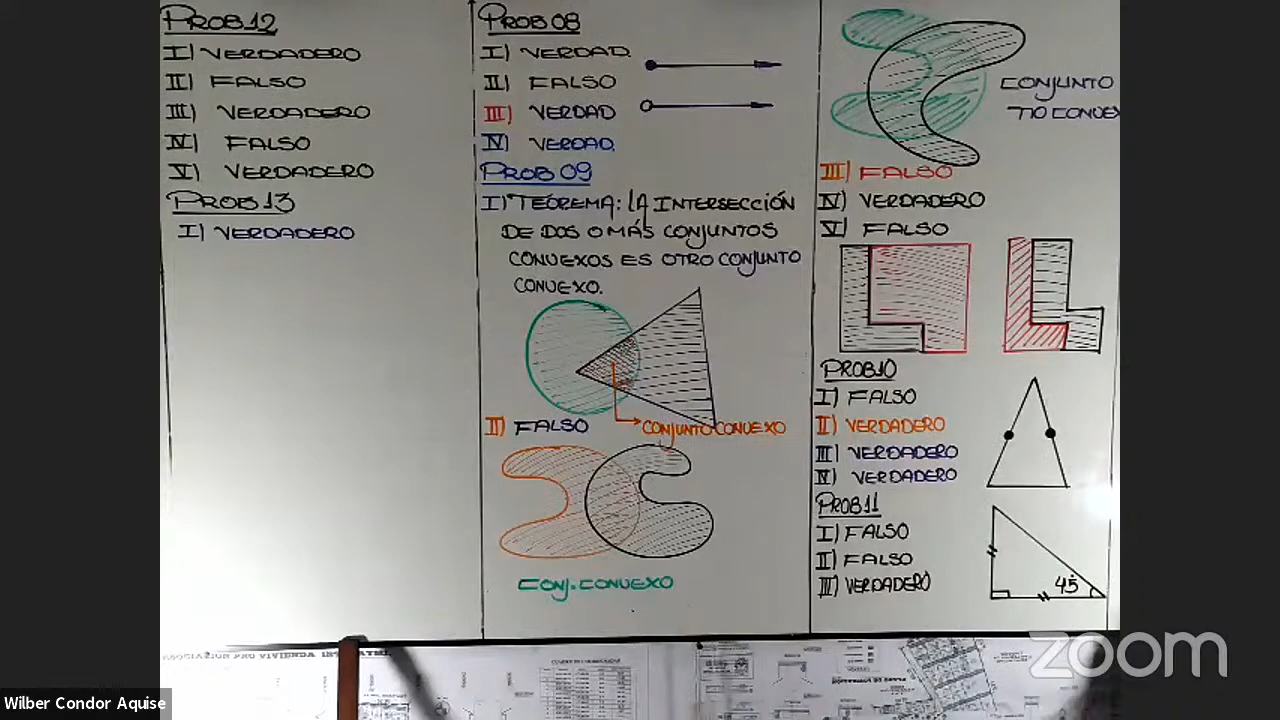 PROB 12
I) VERDADERO
II) FALSO
III) VERDADERO
IV) FALSO
V) VERDADERO
PROB 13
I) VERDADERO
PROB 08
I) VERDAD.
II) FALSO
III) VERDAD
IV) VERDAD.
PROB 09
I) TEOREMA: LA INTERSECCIÓN
DE DOS O MÁS CONJUNTOS
CONVEXOS ES OTRO CONJUNTO
CONVEXO.
II) FALSO
CONJUNTO CONVEXO
CONJ. CONVEXO
CONJUNTO
NO CONVEX
III) FALSO
IV) VERDADERO
V) FALSO
PROB 10
I) FALSO
II) VERDADERO
III) VERDADERO
IV) VERDADERO
PROB 11
I) FALSO
II) FALSO
III) VERDADERO
45
zoom
Wilber Condor Aquise